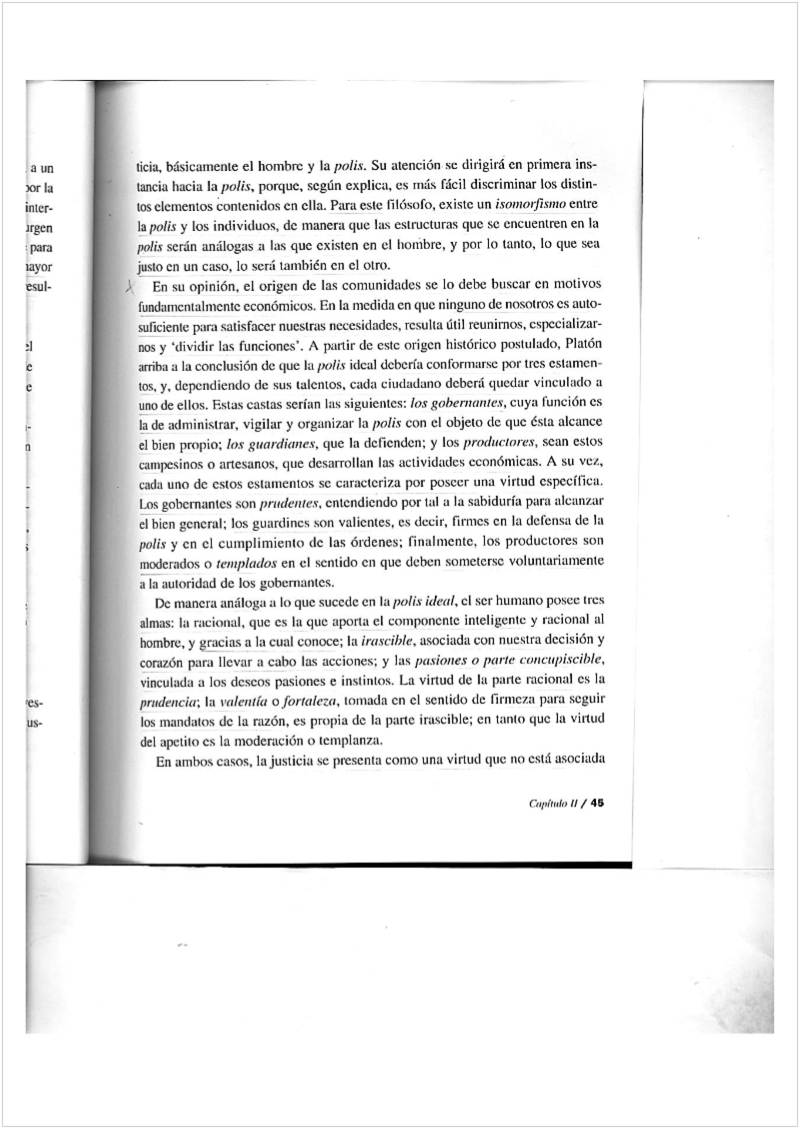 a un
por la
inter-
urgen
para
mayor
esul-
el
e
e
n
res-
us-
ticia, básicamente el hombre y la polis. Su atención se dirigirá en primera ins-
tancia hacia la polis, porque, según explica, es más fácil discriminar los distin-
tos elementos contenidos en ella. Para este filósofo, existe un isomorfismo entre
la polis y los individuos, de manera que las estructuras que se encuentren en la
polis serán análogas a las que existen en el hombre, y por lo tanto, lo que sea
justo en un caso, lo será también en el otro.
En su opinión, el origen de las comunidades se lo debe buscar en motivos
fundamentalmente económicos. En la medida en que ninguno de nosotros es auto-
suficiente para satisfacer nuestras necesidades, resulta útil reunirnos, especializar-
nos y ‘dividir las funciones’. A partir de este origen histórico postulado, Platón
arriba a la conclusión de que la polis ideal debería conformarse por tres estamen-
tos, y, dependiendo de sus talentos, cada ciudadano deberá quedar vinculado a
uno de ellos. Estas castas serían las siguientes: los gobernantes, cuya función es
la de administrar, vigilar y organizar la polis con el objeto de que ésta alcance
el bien propio; los guardianes, que la defienden; y los productores, sean estos
campesinos o artesanos, que desarrollan las actividades económicas. A su vez,
cada uno de estos estamentos se caracteriza por poseer una virtud específica.
Los gobernantes son prudentes, entendiendo por tal a la sabiduría para alcanzar
el bien general; los guardines son valientes, es decir, firmes en la defensa de la
polis y en el cumplimiento de las órdenes; finalmente, los productores son
moderados o templados en el sentido en que deben someterse voluntariamente
a la autoridad de los gobernantes.
De manera análoga a lo que sucede en la polis ideal, el ser humano posee tres
almas: la racional, que es la que aporta el componente inteligente y racional al
hombre, y gracias a la cual conoce; la irascible, asociada con nuestra decisión y
corazón para llevar a cabo las acciones; y las pasiones o parte concupiscible,
vinculada a los deseos pasiones e instintos. La virtud de la parte racional es la
prudencia; la valentía o fortaleza, tomada en el sentido de firmeza para seguir
los mandatos de la razón, es propia de la parte irascible; en tanto que la virtud
del apetito es la moderación o templanza.
En ambos casos, la justicia se presenta como una virtud que no está asociada
Capítulo II / 45